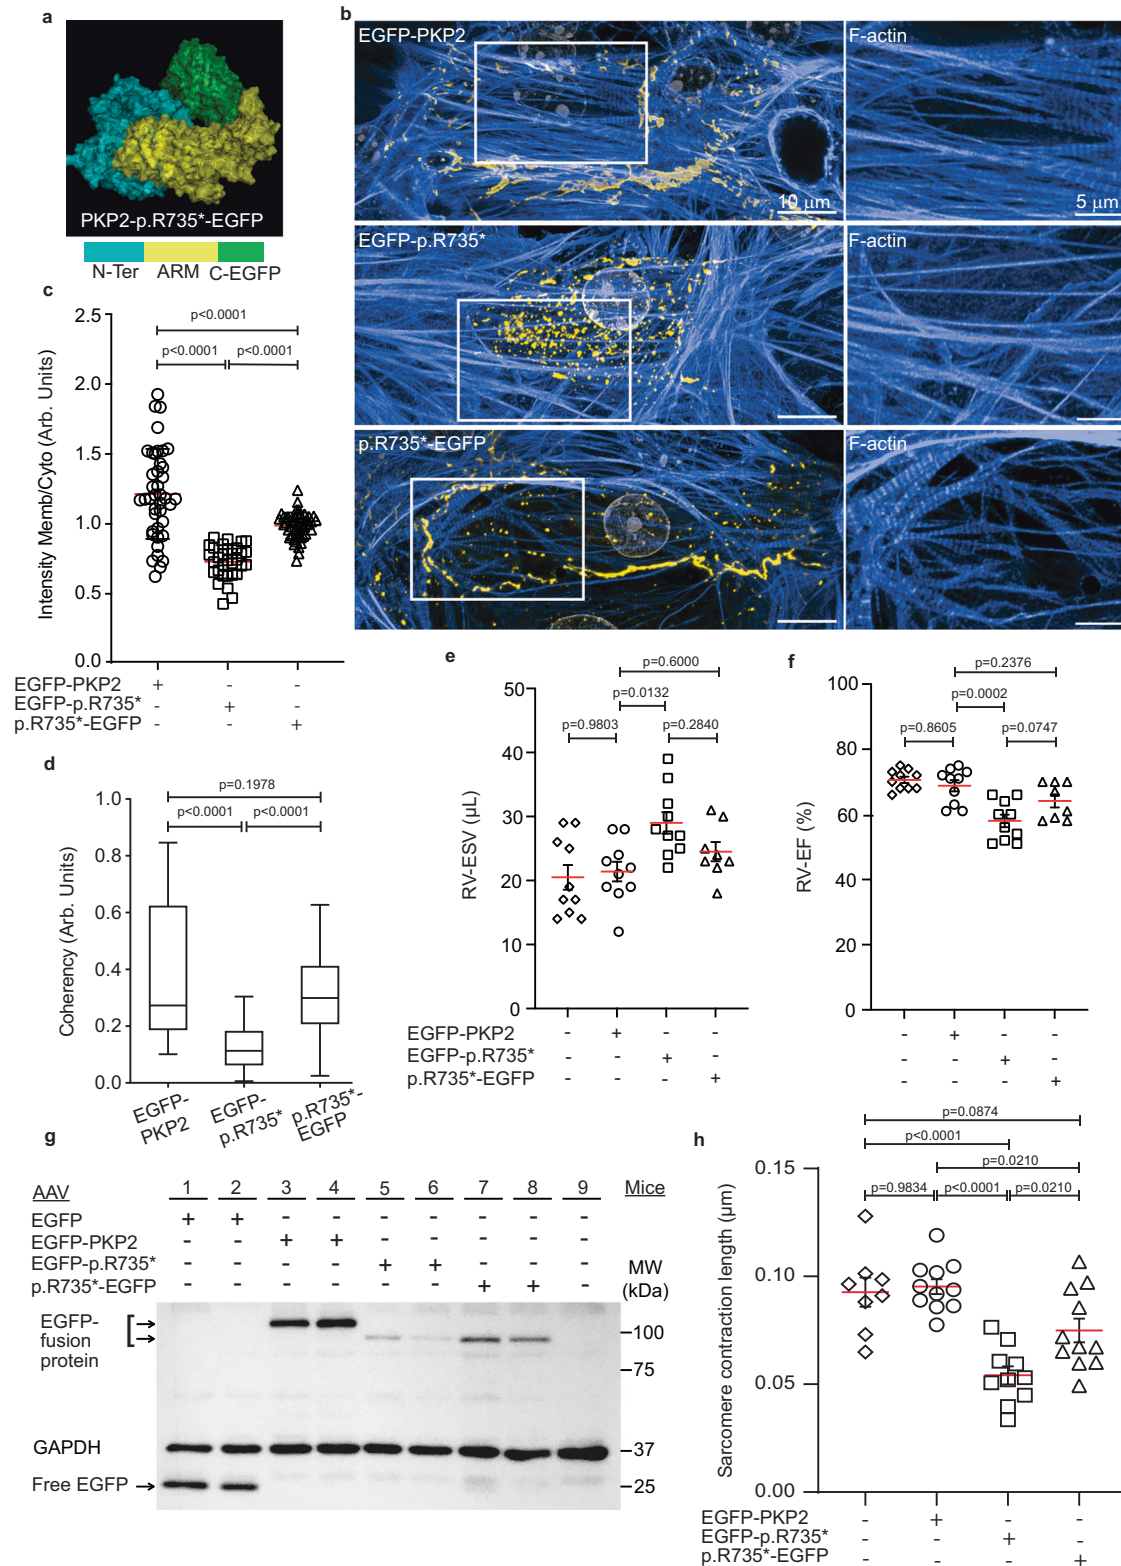 a
PKP2-p.R735*-EGFP
N-Ter ARM C-EGFP
b
EGFP-PKP2
F-actin
10 μm
5 μm
EGFP-p.R735*
F-actin
p.R735*-EGFP
F-actin
c
Intensity Memb/Cyto (Arb. Units)
2.5
2.0
1.5
1.0
0.5
0.0
p<0.0001
p<0.0001 p<0.0001
EGFP-PKP2 + - -
EGFP-p.R735* - + -
p.R735*-EGFP - - +
d
Coherency (Arb. Units)
1.0
0.8
0.6
0.4
0.2
0.0
p=0.1978
p<0.0001 p<0.0001
EGFP-PKP2
EGFP-p.R735*
p.R735*-EGFP
e
RV-ESV (μL)
50
40
30
20
10
0
p=0.6000
p=0.0132
p=0.9803 p=0.2840
EGFP-PKP2 - + - -
EGFP-p.R735* - - + -
p.R735*-EGFP - - - +
f
RV-EF (%)
100
80
60
40
20
0
p=0.2376
p=0.0002
p=0.8605 p=0.0747
- + - -
- - + -
- - - +
g
AAV 1 2 3 4 5 6 7 8 9 Mice
EGFP + + - - - - - - -
EGFP-PKP2 - - + + - - - - -
EGFP-p.R735* - - - - + + - - -
p.R735*-EGFP - - - - - - + + -
MW
(kDa)
EGFP-
fusion
protein
100
75
GAPDH
37
Free EGFP
25
h
Sarcomere contraction length (μm)
0.15
0.10
0.05
0.00
p=0.0874
p<0.0001
p=0.0210
p=0.9834 p<0.0001 p=0.0210
EGFP-PKP2 - + - -
EGFP-p.R735* - - + -
p.R735*-EGFP - - - +